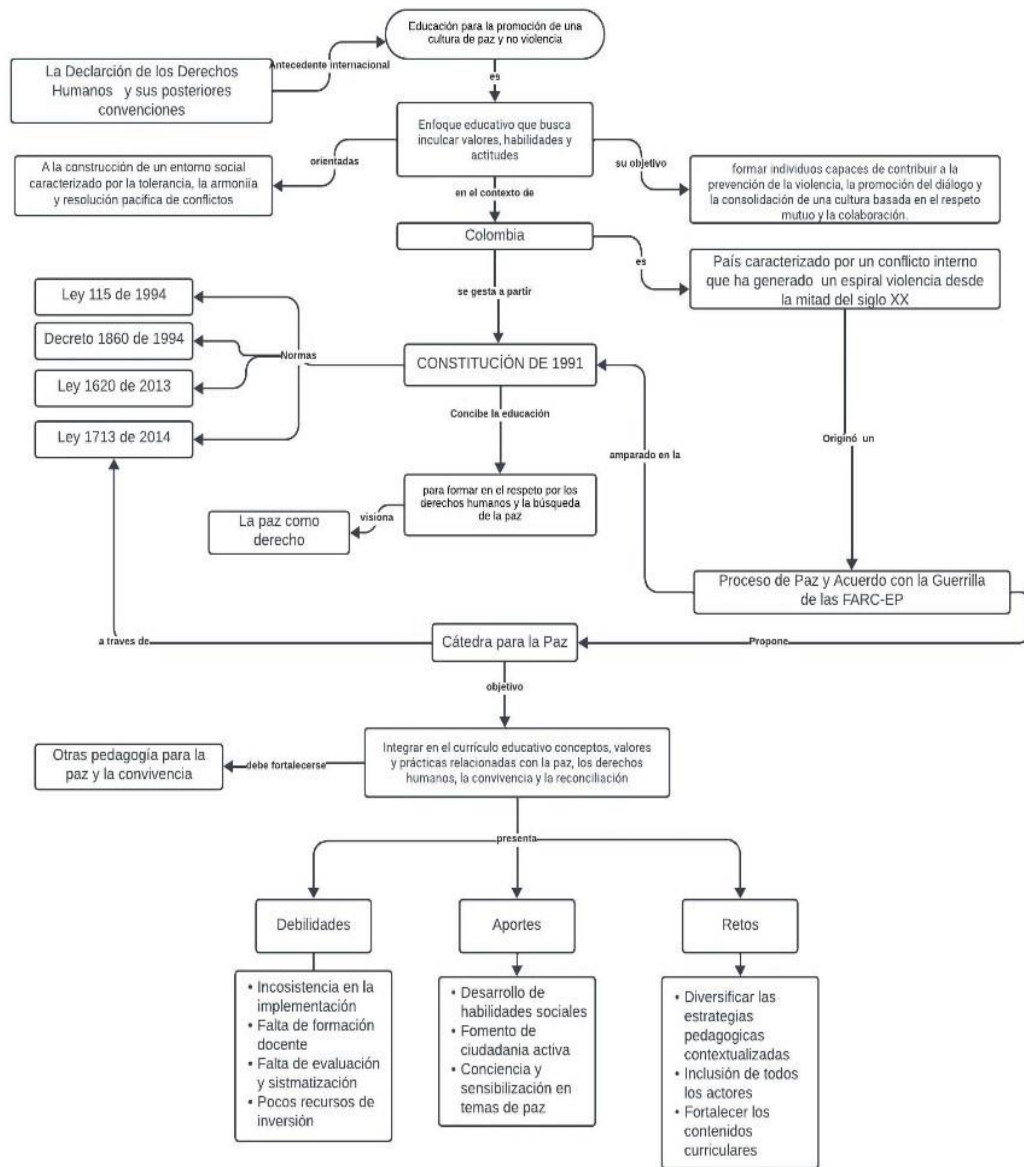 Educación para la promoción de una
cultura de paz y no violencia
Antecedente internacional
La Declarción de los Derechos
Humanos y sus posteriores
convenciones
es
Enfoque educativo que busca
inculcar valores, habilidades y
actitudes
orientadas
A la construcción de un entorno social
caracterizado por la tolerancia, la armoniia
y resolución pacifica de conflictos
su objetivo
formar individuos capaces de contribuir a la
prevención de la violencia, la promoción del diálogo y
la consolidación de una cultura basada en el respeto
mutuo y la colaboración.
en el contexto de
Colombia
es
País caracterizado por un conflicto interno
que ha generado un espiral violencia desde
la mitad del siglo XX
se gesta a partir
Ley 115 de 1994
Decreto 1860 de 1994
Normas
Ley 1620 de 2013
Ley 1713 de 2014
CONSTITUCÍÓN DE 1991
Concibe la educación
Originó un
amparado en la
para formar en el respeto por los
derechos humanos y la búsqueda
de la paz
visiona
La paz como
derecho
Proceso de Paz y Acuerdo con la Guerrilla
de las FARC-EP
a traves de
Cátedra para la Paz
Propone
objetivo
Integrar en el currículo educativo conceptos, valores
y prácticas relacionadas con la paz, los derechos
humanos, la convivencia y la reconciliación
debe fortalecerse
Otras pedagogía para la
paz y la convivencia
presenta
Debilidades
Aportes
Retos
• Incosistencia en la
implementación
• Falta de formación
docente
• Falta de evaluación
y sistmatización
• Pocos recursos de
inversión
• Desarrollo de
habilidades sociales
• Fomento de
ciudadania activa
• Conciencia y
sensibilización en
temas de paz
• Diversificar las
estrategias
pedagogicas
contextualizadas
• Inclusión de todos
los actores
• Fortalecer los
contenidos
curriculares